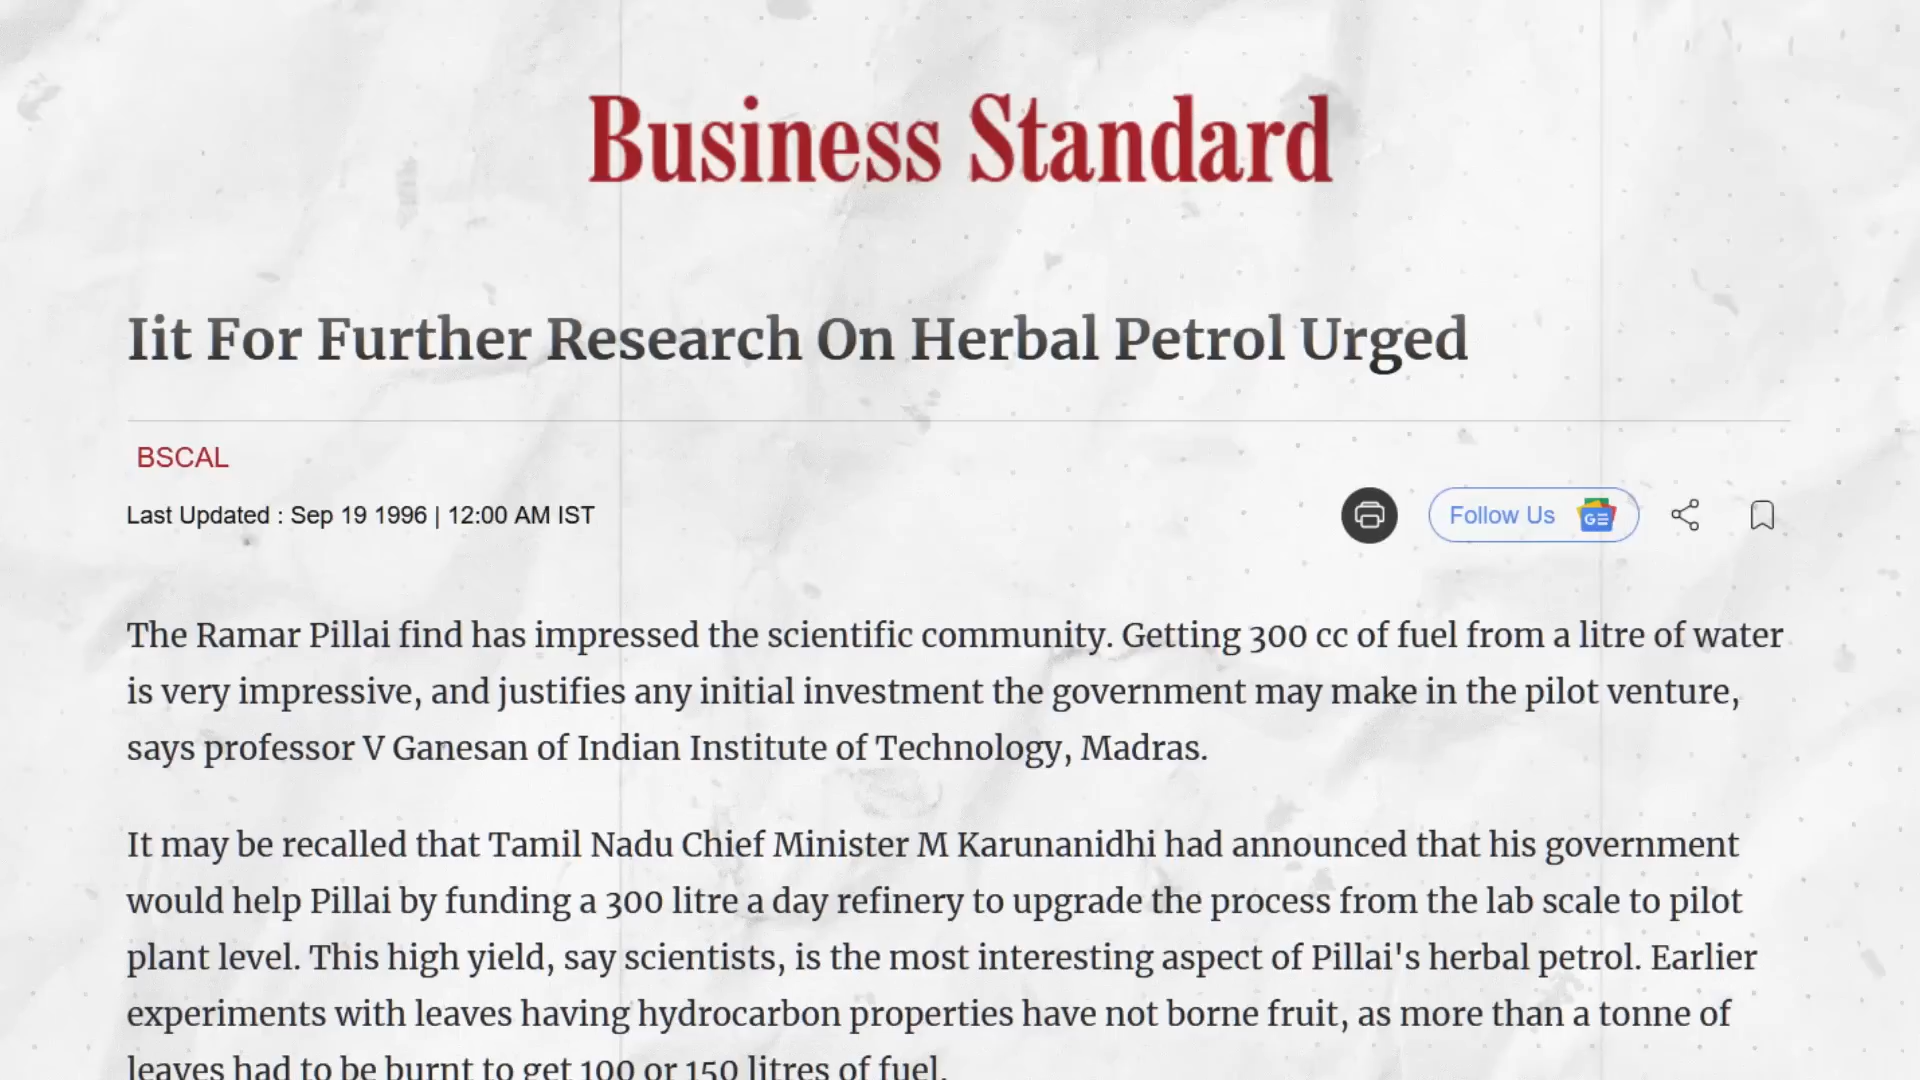 Business Standard
Iit For Further Research On Herbal Petrol Urged
BSCAL
Last Updated : Sep 19 1996 | 12:00 AM IST
Follow Us
The Ramar Pillai find has impressed the scientific community. Getting 300 cc of fuel from a litre of water
is very impressive, and justifies any initial investment the government may make in the pilot venture,
says professor V Ganesan of Indian Institute of Technology, Madras.
It may be recalled that Tamil Nadu Chief Minister M Karunanidhi had announced that his government
would help Pillai by funding a 300 litre a day refinery to upgrade the process from the lab scale to pilot
plant level. This high yield, say scientists, is the most interesting aspect of Pillai's herbal petrol. Earlier
experiments with leaves having hydrocarbon properties have not borne fruit, as more than a tonne of
leaves had to be burnt to get 100 or 150 litres of fuel.